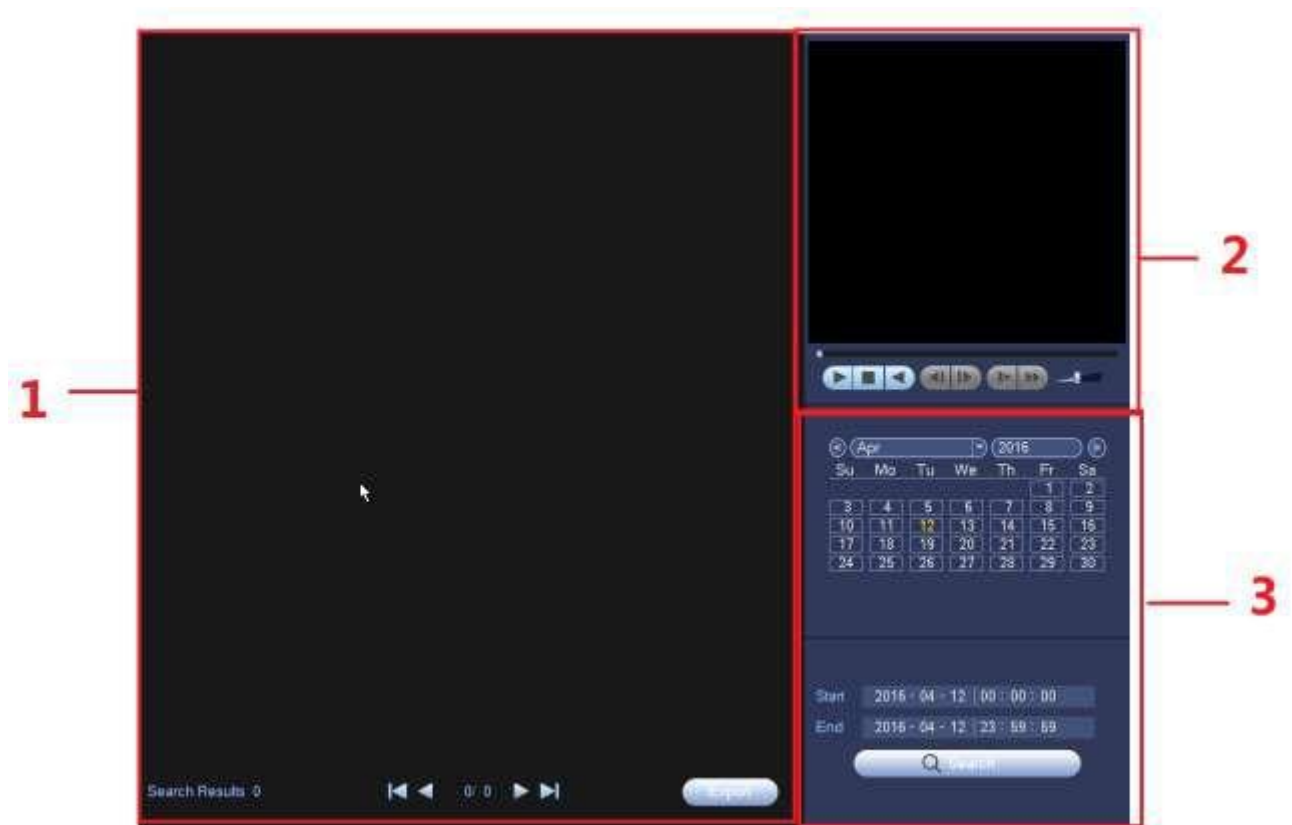 1
2
3
Apr 2016
Su Mo Tu We Th Fr Sa
1 2
3 4 5 6 7 8 9
10 11 12 13 14 15 16
17 18 19 20 21 22 23
24 25 26 27 28 29 30
Start 2016 - 04 - 12 00 : 00 : 00
End 2016 - 04 - 12 23 : 59 : 59
Search
Search Results 0
0/ 0
Export